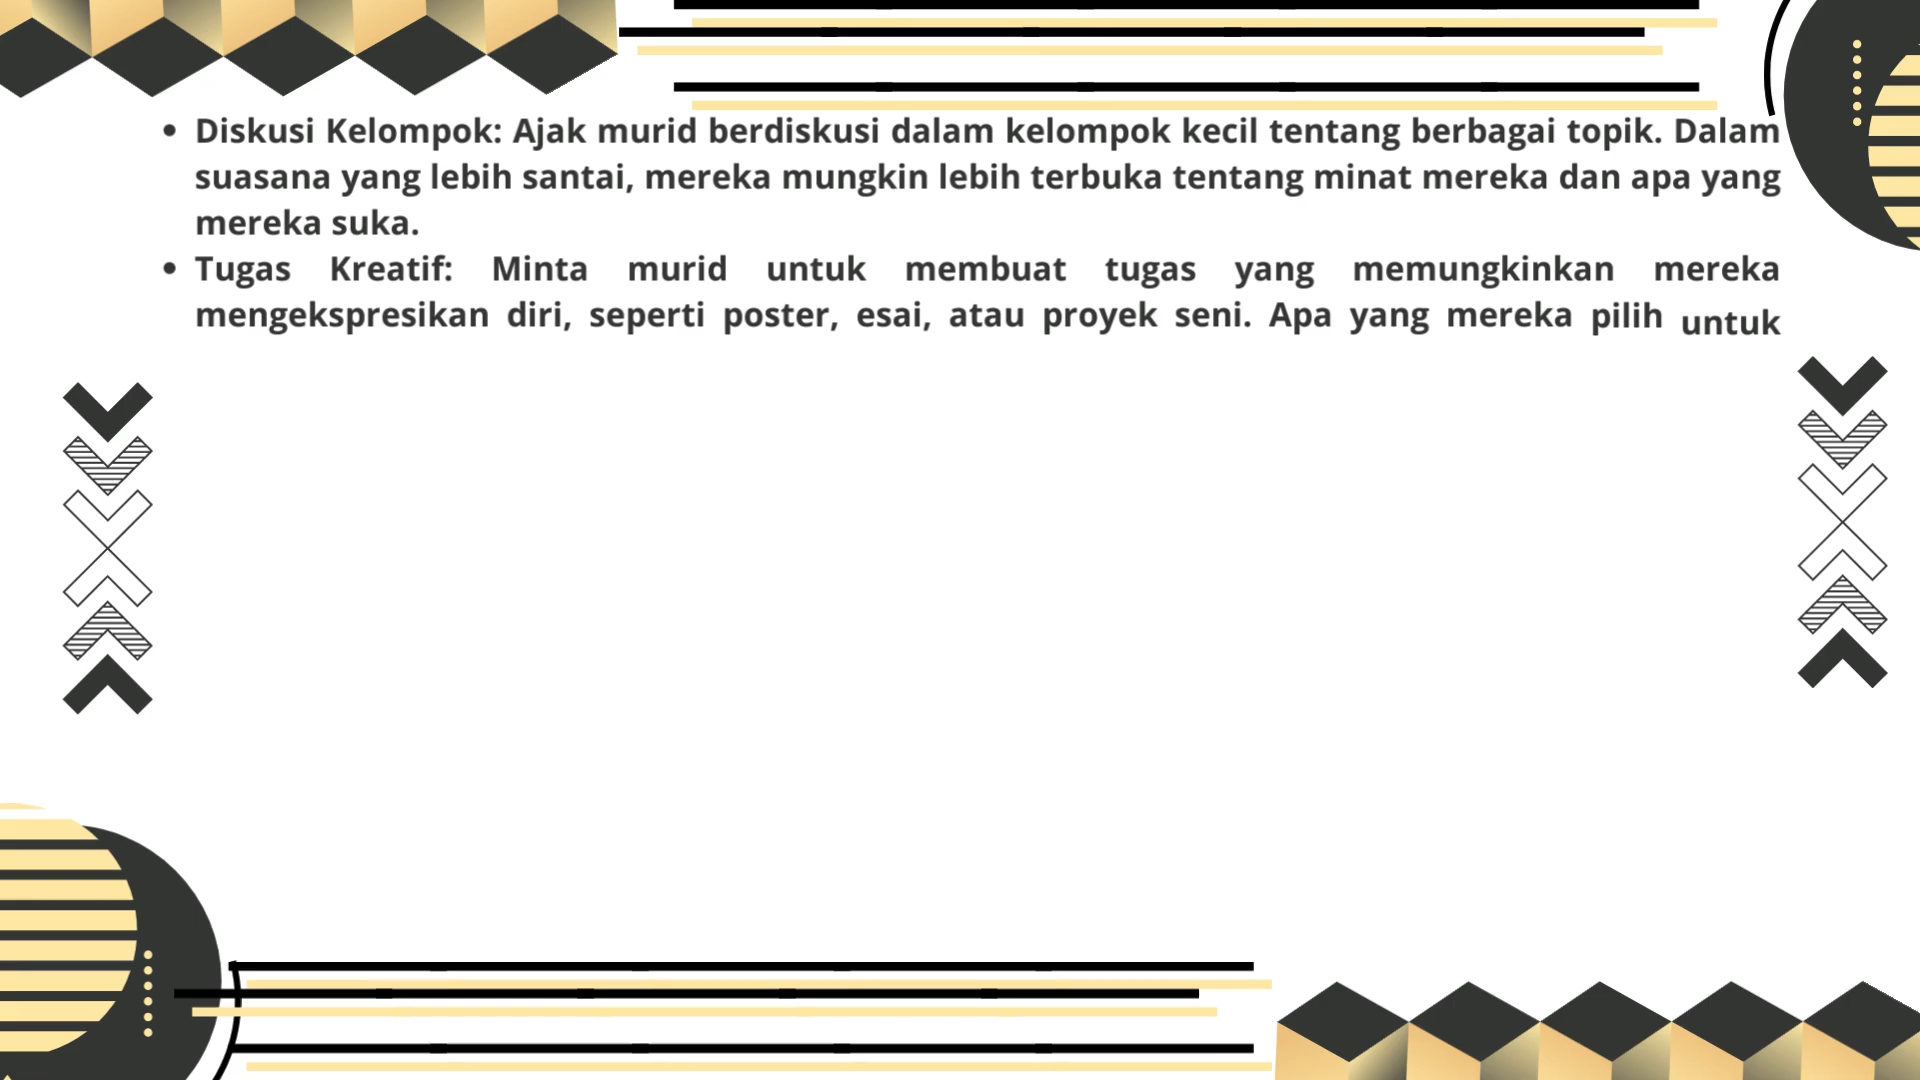 • Diskusi Kelompok: Ajak murid berdiskusi dalam kelompok kecil tentang berbagai topik. Dalam
suasana yang lebih santai, mereka mungkin lebih terbuka tentang minat mereka dan apa yang
mereka suka.
• Tugas Kreatif: Minta murid untuk membuat tugas yang memungkinkan mereka
mengekspresikan diri, seperti poster, esai, atau proyek seni. Apa yang mereka pilih untuk